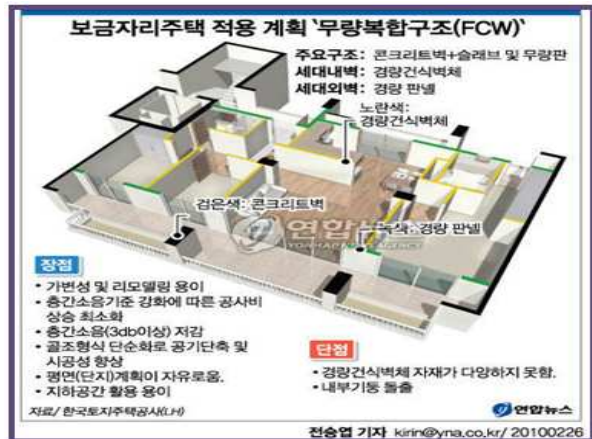 보금자리주택 적용 계획 '무량복합구조(FCW)'
주요구조: 콘크리트벽+슬래브 및 무량판
세대내벽: 경량건식벽체
세대외벽: 경량 판넬
노란색:
경량건식벽체
검은색: 콘크리트벽
연합뉴스
YONHAP NEWS AGENCY
녹색: 경량 판넬
장점
• 가변성 및 리모델링 용이
• 층간소음기준 강화에 따른 공사비
상승 최소화
• 층간소음(3db이상) 저감
• 골조형식 단순화로 공기단축 및
시공성 향상
• 평면(단지)계획이 자유로움.
• 지하공간 활용 용이
단점
• 경량건식벽체 자재가 다양하지 못함.
• 내부기둥 돌출
자료/ 한국토지주택공사(LH)
연합뉴스
전승엽 기자 kirin@yna.co.kr/ 20100226